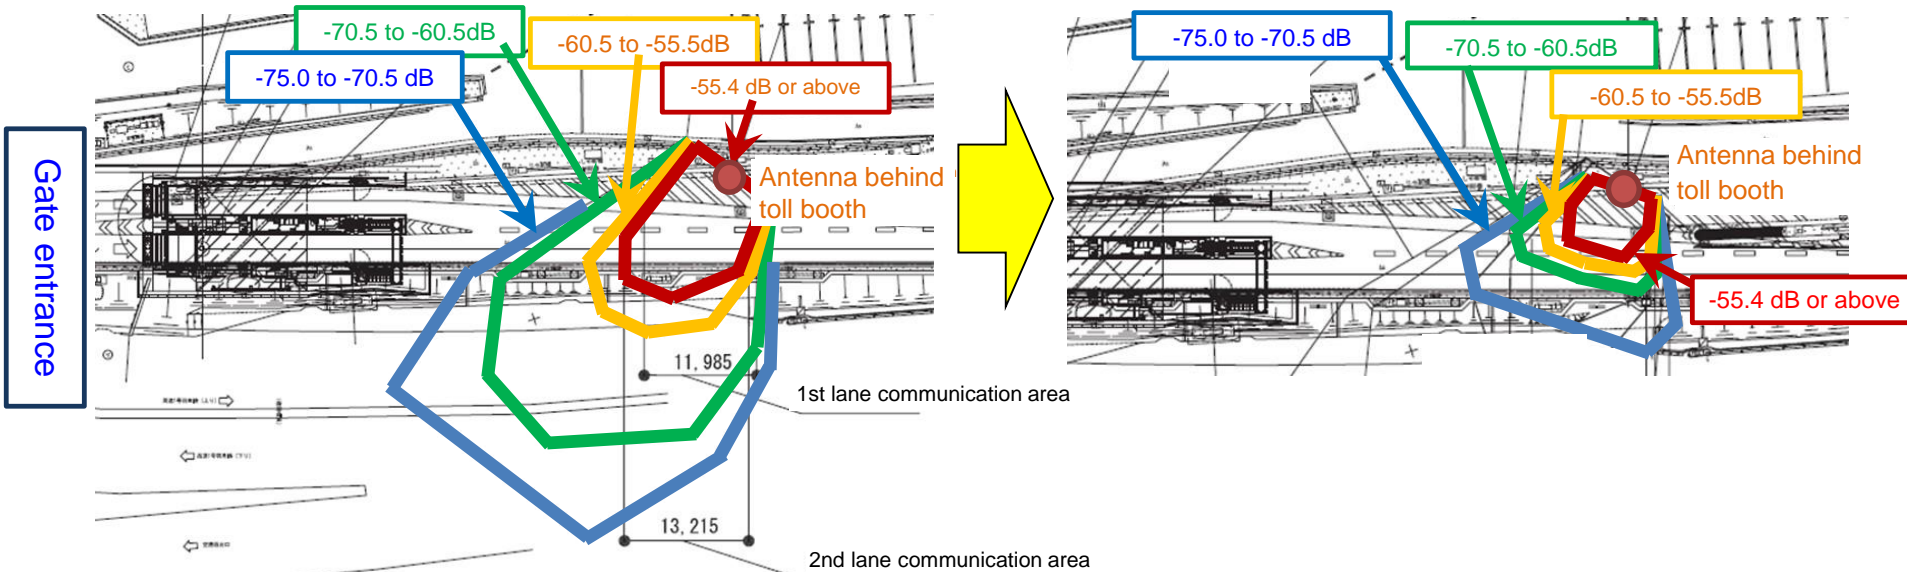 Gate entrance
-70.5 to -60.5dB
-60.5 to -55.5dB
-75.0 to -70.5 dB
-55.4 dB or above
Antenna behind
toll booth
11,985
1st lane communication area
13,215
2nd lane communication area
-75.0 to -70.5 dB
-70.5 to -60.5dB
-60.5 to -55.5dB
Antenna behind
toll booth
-55.4 dB or above